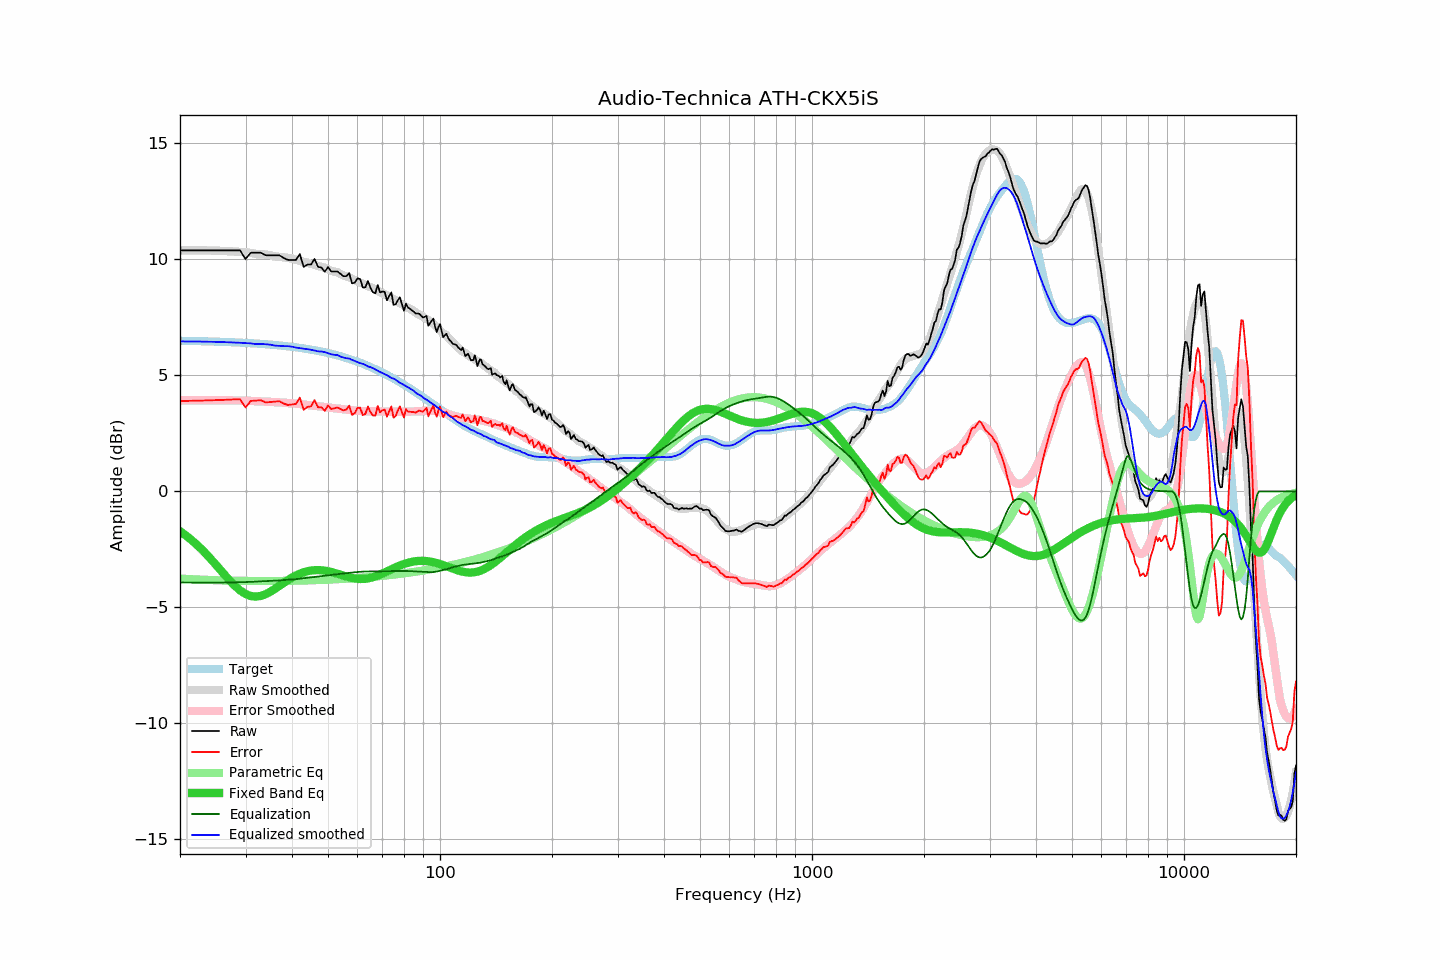 Audio-Technica ATH-CKX5iS
15
10
5
0
−5
−10
−15
Amplitude (dBr)
Target
Raw Smoothed
Error Smoothed
Raw
Error
Parametric Eq
Fixed Band Eq
Equalization
Equalized smoothed
100 1000 10000
Frequency (Hz)